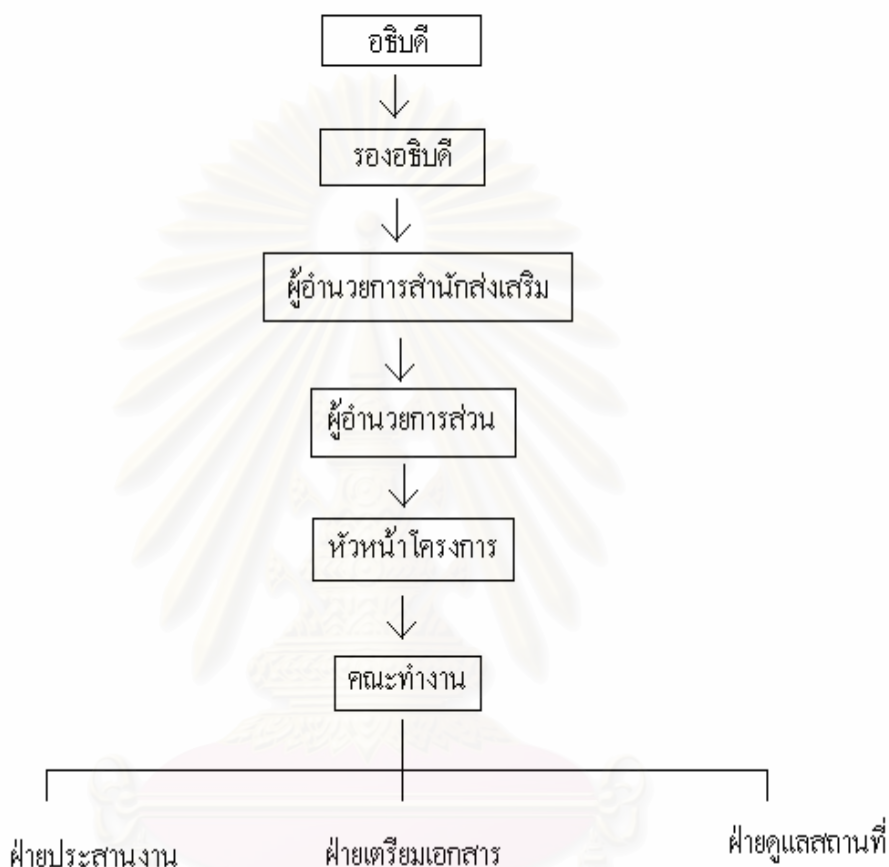 อธิบดี
รองอธิบดี
ผู้อำนวยการสำนักส่งเสริม
ผู้อำนวยการส่วน
หัวหน้าโครงการ
คณะทำงาน
ฝ่ายประสานงาน ฝ่ายเตรียมเอกสาร ฝ่ายดูแลสถานที่